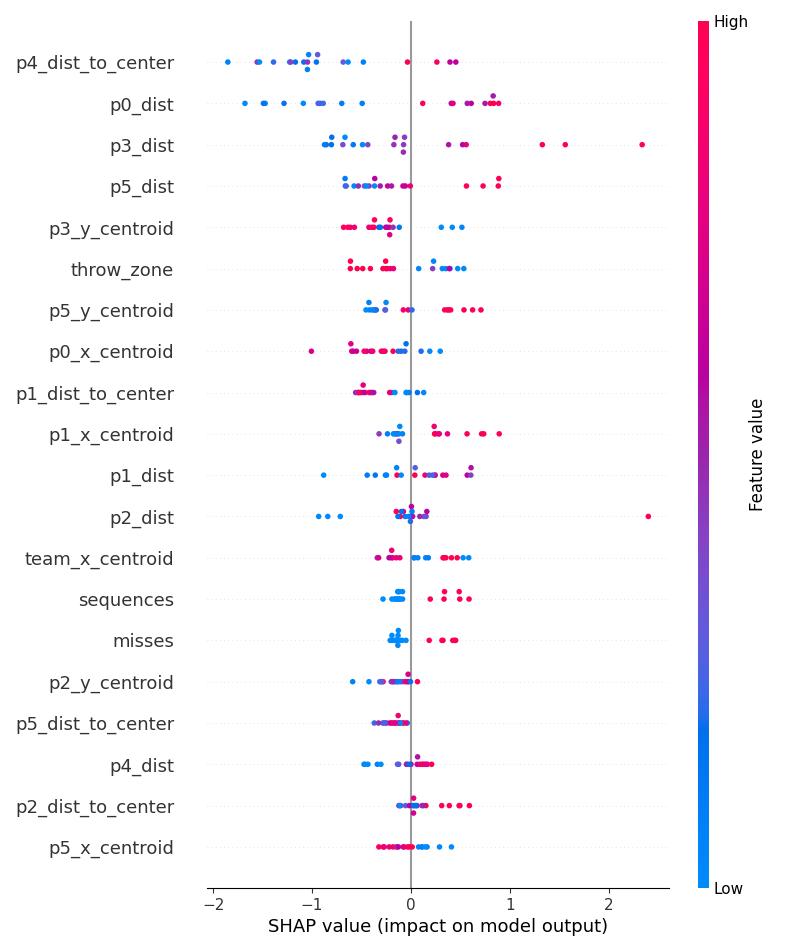 High
p4_dist_to_center
p0_dist
p3_dist
p5_dist
p3_y_centroid
throw_zone
p5_y_centroid
p0_x_centroid
p1_dist_to_center
p1_x_centroid
p1_dist
p2_dist
team_x_centroid
sequences
misses
p2_y_centroid
p5_dist_to_center
p4_dist
p2_dist_to_center
p5_x_centroid
Feature value
Low
−2 −1 0 1 2
SHAP value (impact on model output)